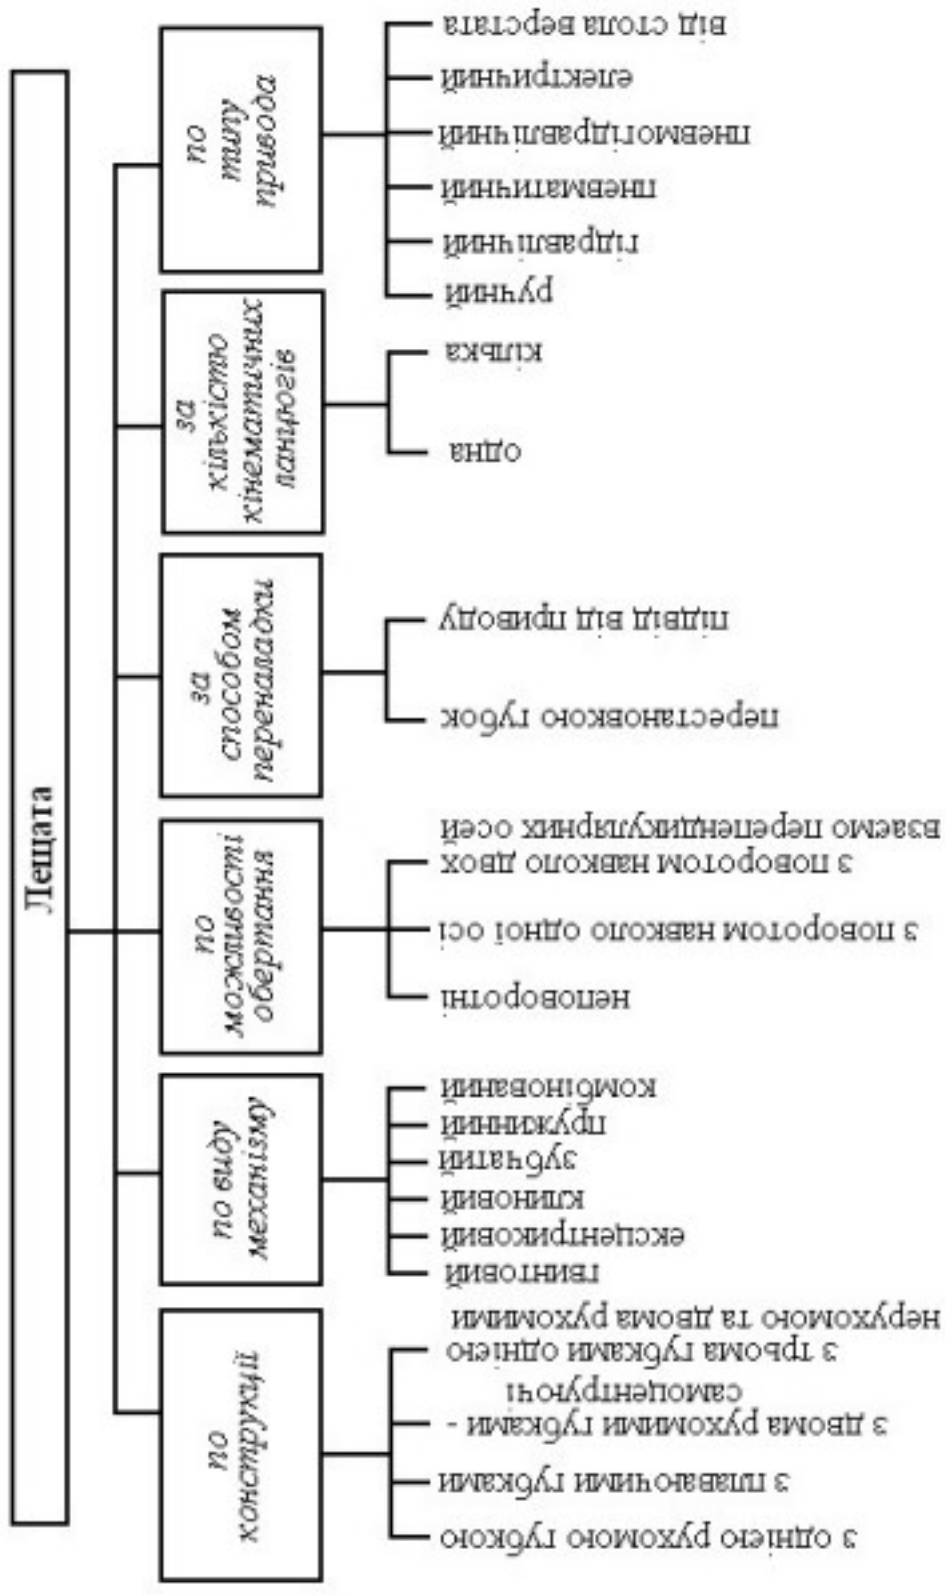 Лещата
по
конструкції
з однією рухомою губкою
з плаваючими губками
з двома рухомими губками -
самоцентруючі
з трьома губками однією
нерухомою та двома рухомими
по виду
механізму
гвинтовий
ексцентриковий
клиновий
зубчатий
пружинний
комбінований
по
можливості
обертання
неповоротні
з поворотом навколо одної осі
з поворотом навколо двох
взаємо перепендикулярних осей
за
способом
переналадки
перестановкою губок
підвід від приводу
за
кількістю
кінематичних
ланцюгів
одна
кілька
по
типу
привода
ручний
гідравлічний
пневматичний
пневмогідравлічний
електричний
від стола верстата